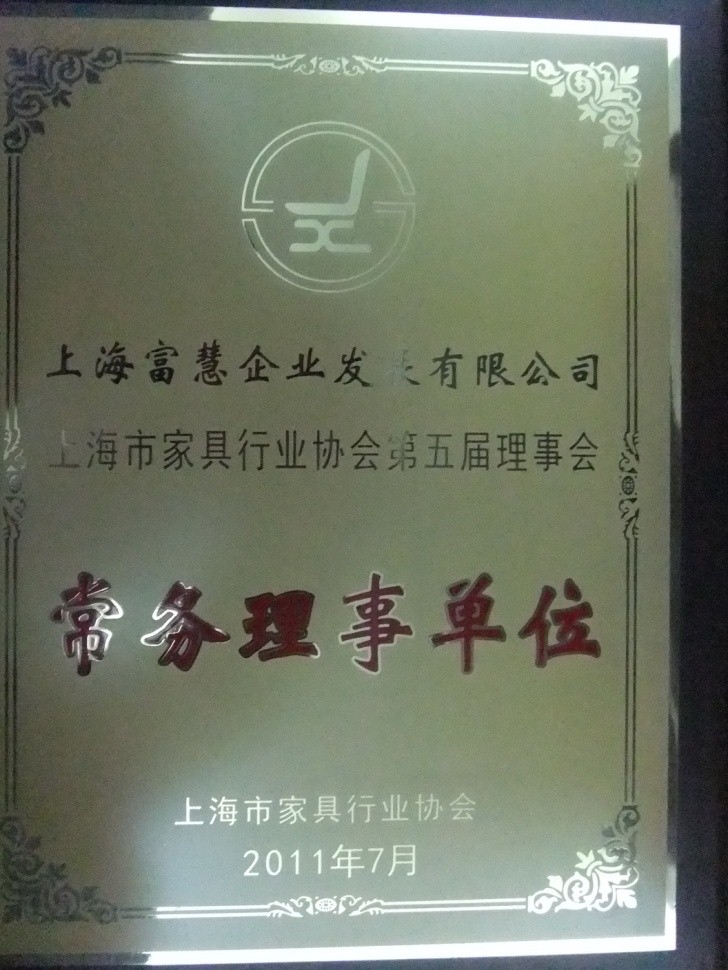 上海富慧企业发展有限公司
上海市家具行业协会第五届理事会
常务理事单位
上海市家具行业协会
2011年7月